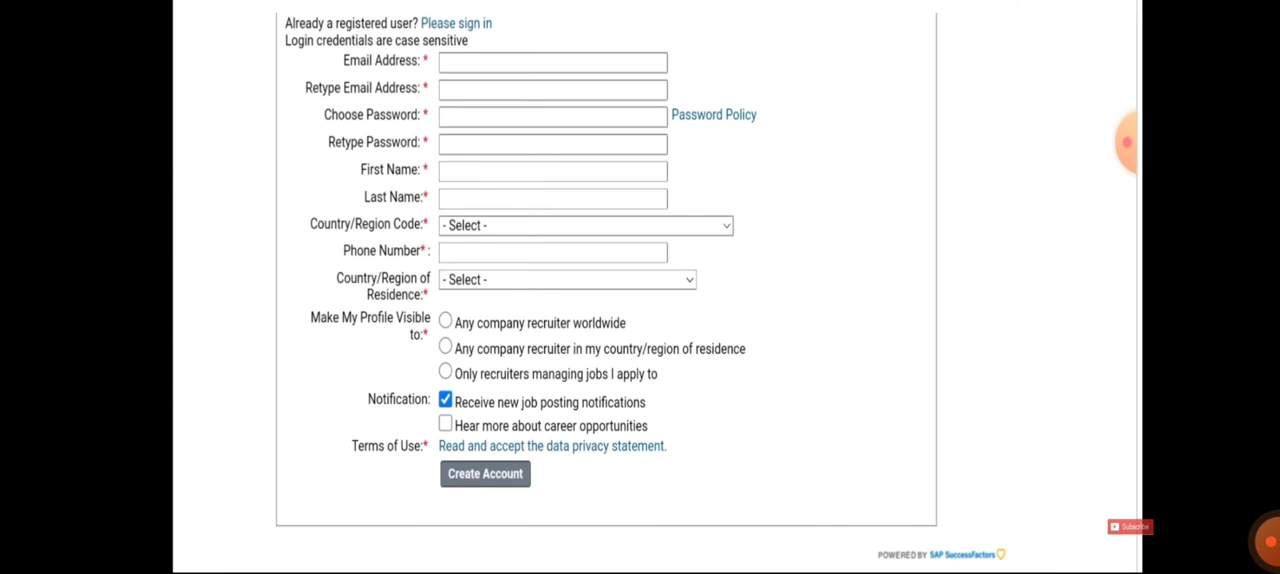 Already a registered user? Please sign in
Login credentials are case sensitive
Email Address: *
Retype Email Address: *
Choose Password: * Password Policy
Retype Password: *
First Name: *
Last Name:*
Country/Region Code:* - Select -
Phone Number* :
Country/Region of Residence:* - Select -
Make My Profile Visible to:* Any company recruiter worldwide
Any company recruiter in my country/region of residence
Only recruiters managing jobs I apply to
Notification: Receive new job posting notifications
Hear more about career opportunities
Terms of Use:* Read and accept the data privacy statement.
Create Account
Subscribe
POWERED BY SAP SuccessFactors